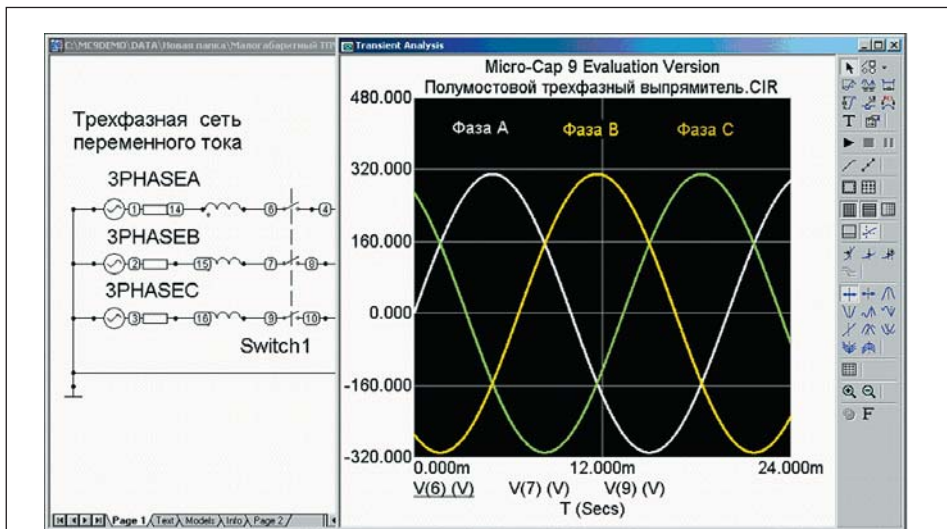 C:\MC9DEMO\DATA\Новая папка\Малогабаритный
Transient Analysis
Micro-Cap 9 Evaluation Version
Полумостовой трехфазный выпрямитель.CIR
Трехфазная сеть
переменного тока
3PHASEA
1 14 6 4
3PHASEB
2 15 7 8
3PHASEC
3 16 9 10
Switch1
480.000
320.000
160.000
0.000
-160.000
-320.000
Фаза A Фаза B Фаза C
0.000m 12.000m 24.000m
V(6) (V) V(7) (V) V(9) (V)
T (Secs)
Page 1 Text Models Info Page 2
T
F